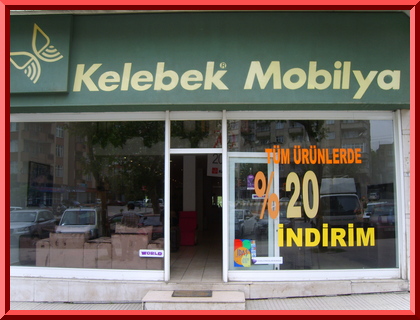 Kelebek® Mobilya
TÜM ÜRÜNLERDE
%20
İNDİRİM